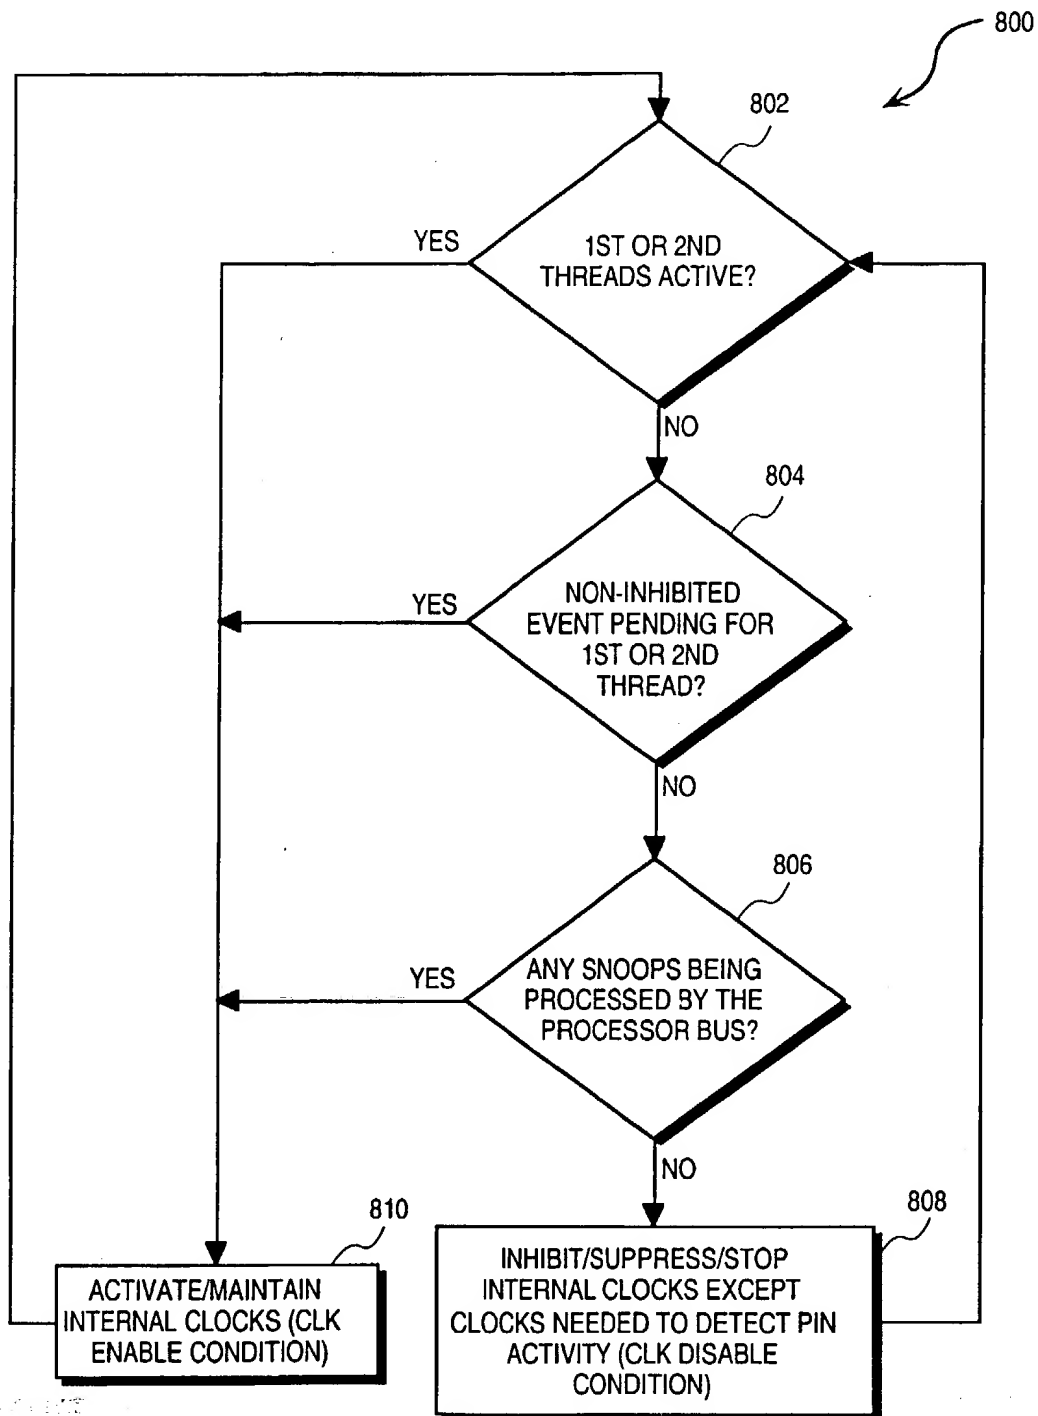 800
802
YES
1ST OR 2ND
THREADS ACTIVE?
NO
804
YES
NON-INHIBITED
EVENT PENDING FOR
1ST OR 2ND
THREAD?
NO
806
YES
ANY SNOOPS BEING
PROCESSED BY THE
PROCESSOR BUS?
NO
810
808
ACTIVATE/MAINTAIN
INTERNAL CLOCKS (CLK
ENABLE CONDITION)
INHIBIT/SUPPRESS/STOP
INTERNAL CLOCKS EXCEPT
CLOCKS NEEDED TO DETECT PIN
ACTIVITY (CLK DISABLE
CONDITION)